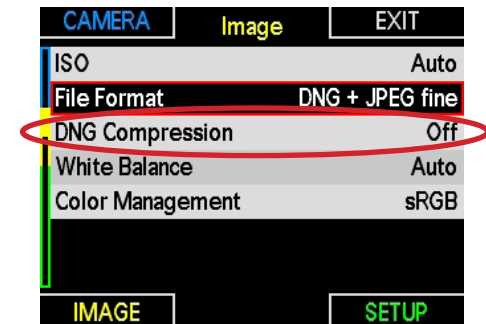 CAMERA Image EXIT
ISO Auto
File Format DNG + JPEG fine
DNG Compression Off
White Balance Auto
Color Management sRGB
IMAGE SETUP